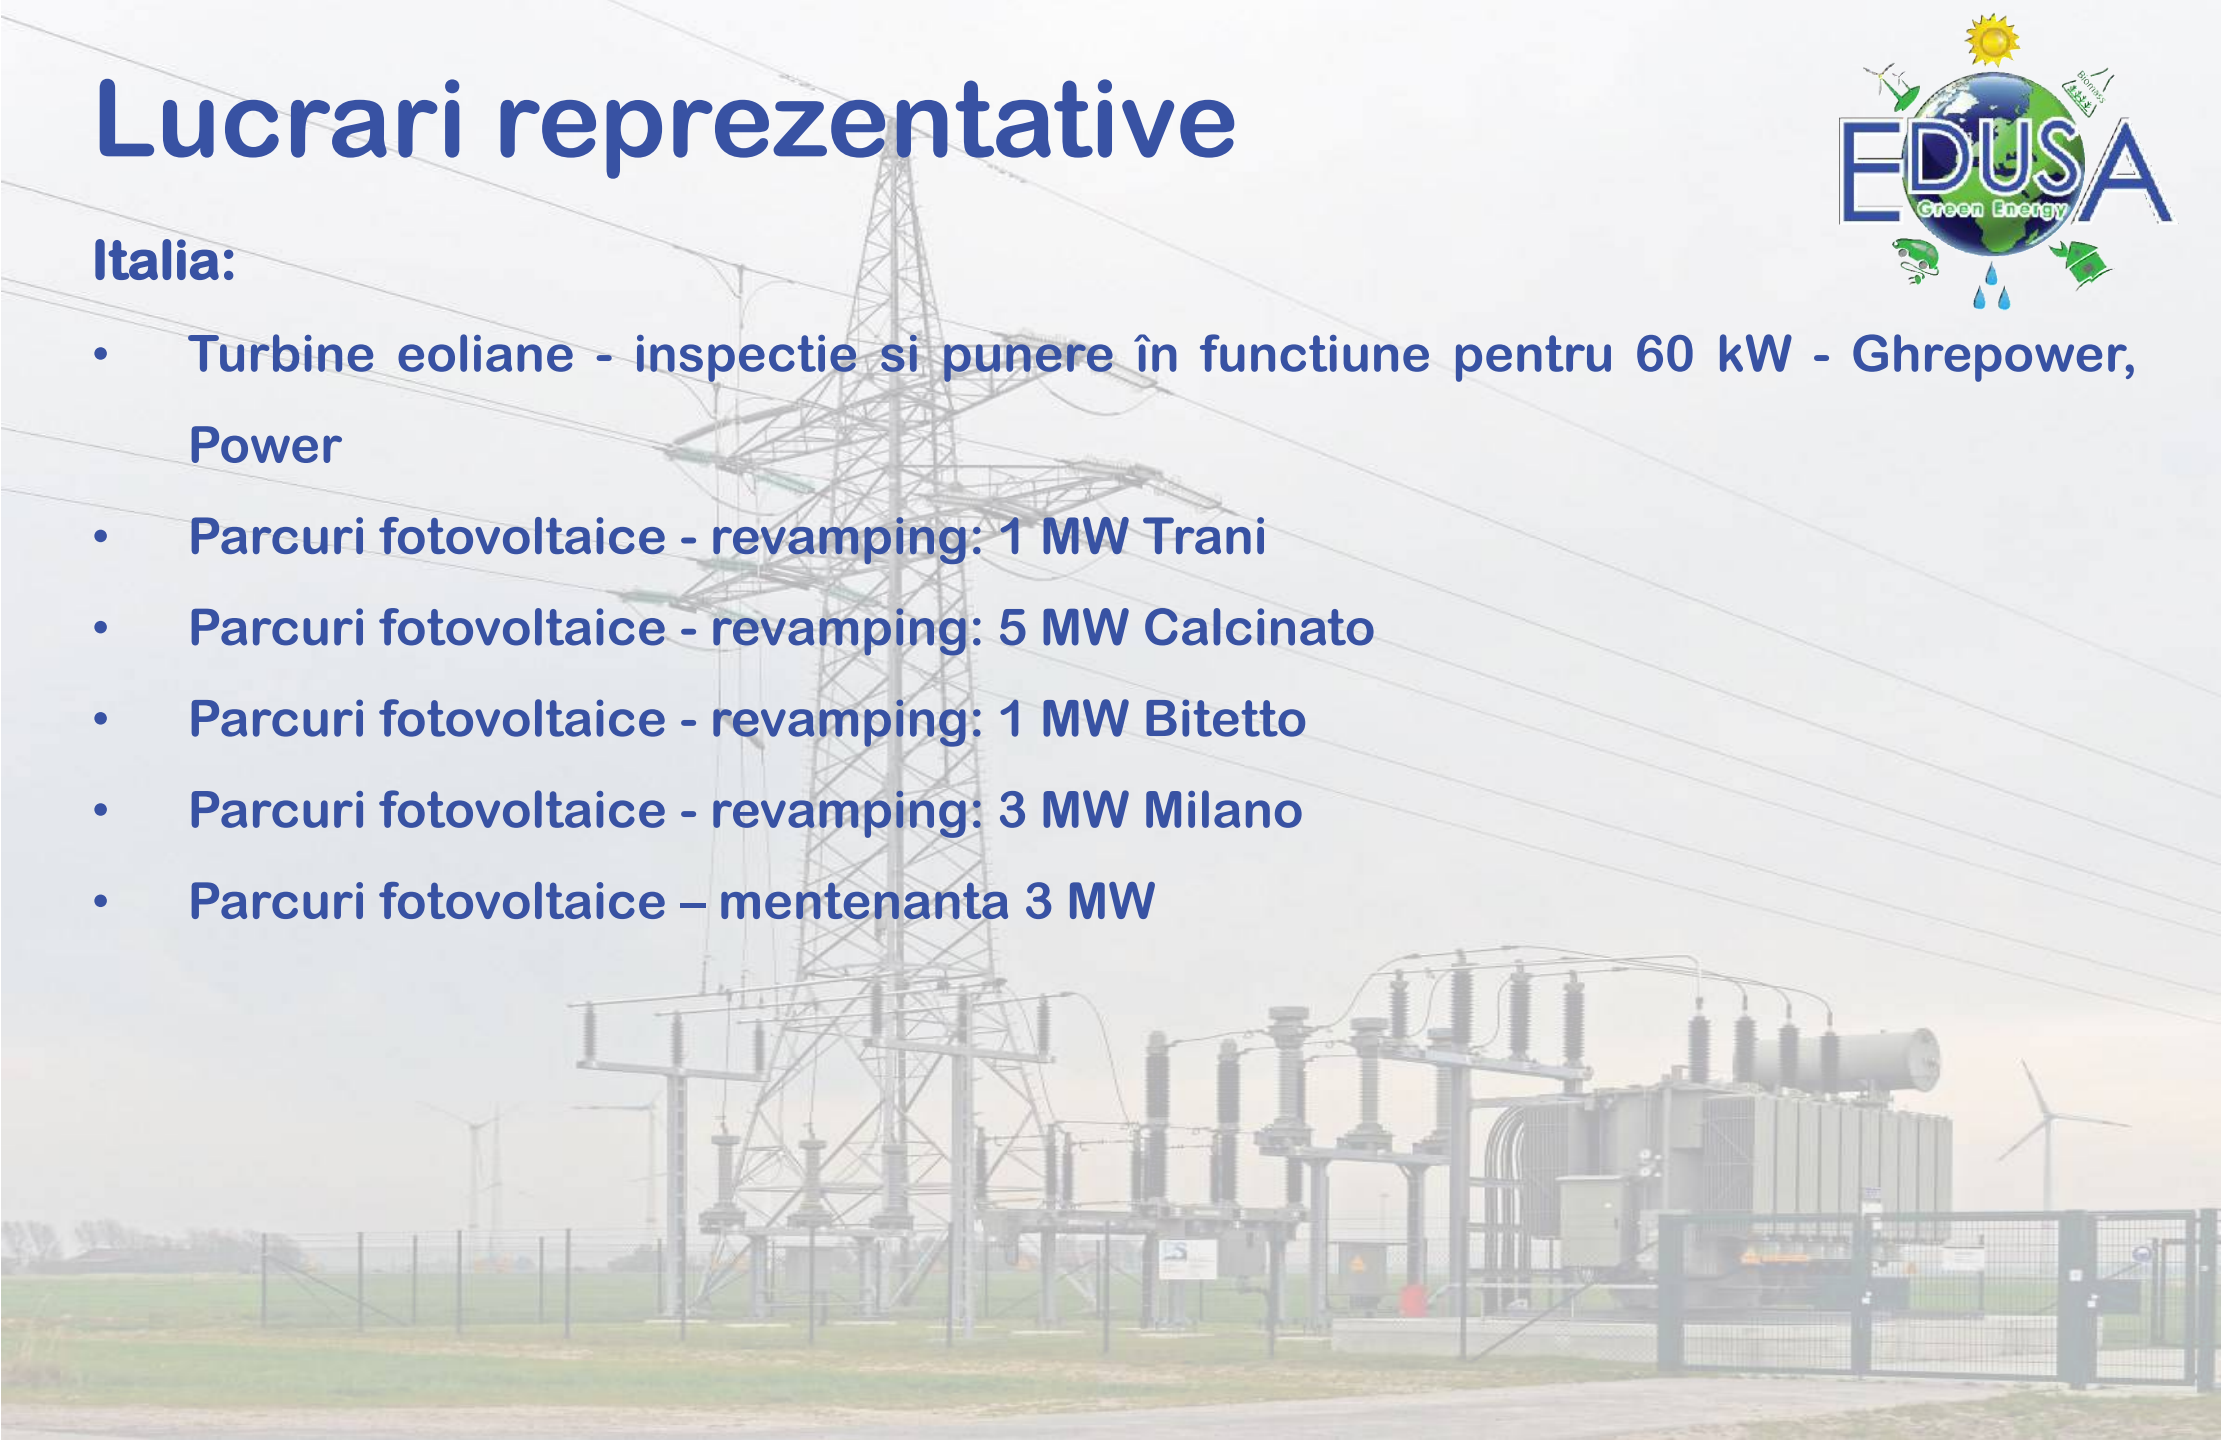 Lucrari reprezentative
Biomass
EDUSA
Green Energy
Italia:
• Turbine eoliane - inspectie si punere în functiune pentru 60 kW - Ghrepower,
Power
• Parcuri fotovoltaice - revamping: 1 MW Trani
• Parcuri fotovoltaice - revamping: 5 MW Calcinato
• Parcuri fotovoltaice - revamping: 1 MW Bitetto
• Parcuri fotovoltaice - revamping: 3 MW Milano
• Parcuri fotovoltaice – mentenanta 3 MW